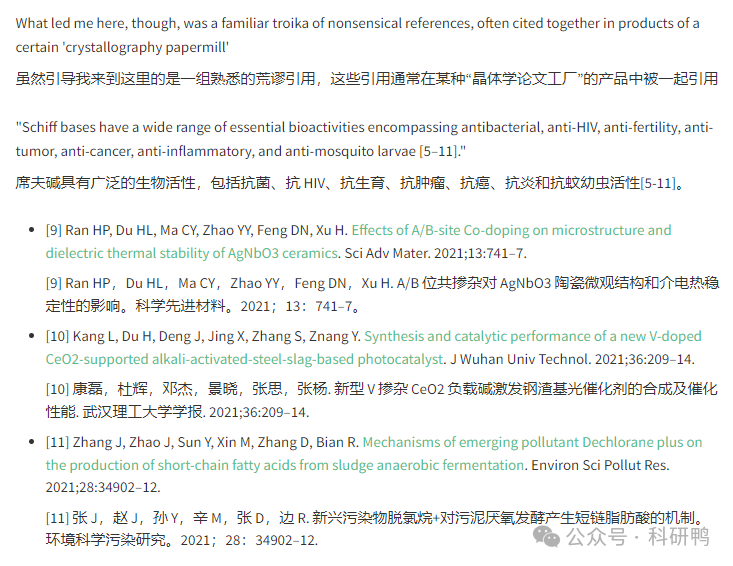 What led me here, though, was a familiar troika of nonsensical references, often cited together in products of a
certain 'crystallography papermill'
虽然引导我来到这里的是一组熟悉的荒谬引用，这些引用通常在某种“晶体学论文工厂”的产品中被一起引用
"Schiff bases have a wide range of essential bioactivities encompassing antibacterial, anti-HIV, anti-fertility, anti-
tumor, anti-cancer, anti-inflammatory, and anti-mosquito larvae [5–11]."
席夫碱具有广泛的生物活性，包括抗菌、抗 HIV、抗生育、抗肿瘤、抗癌、抗炎和抗蚊幼虫活性[5-11]。
• [9] Ran HP, Du HL, Ma CY, Zhao YY, Feng DN, Xu H. Effects of A/B-site Co-doping on microstructure and
dielectric thermal stability of AgNbO3 ceramics. Sci Adv Mater. 2021;13:741–7.
[9] Ran HP，Du HL，Ma CY，Zhao YY，Feng DN，Xu H. A/B 位共掺杂对 AgNbO3 陶瓷微观结构和介电热稳
定性的影响。科学先进材料。2021；13：741–7。
• [10] Kang L, Du H, Deng J, Jing X, Zhang S, Znang Y. Synthesis and catalytic performance of a new V-doped
CeO2-supported alkali-activated-steel-slag-based photocatalyst. J Wuhan Univ Technol. 2021;36:209–14.
[10] 康磊，杜辉，邓杰，景晓，张思，张杨. 新型 V 掺杂 CeO2 负载碱激发钢渣基光催化剂的合成及催化
性能. 武汉理工大学学报. 2021;36:209–14.
• [11] Zhang J, Zhao J, Sun Y, Xin M, Zhang D, Bian R. Mechanisms of emerging pollutant Dechlorane plus on
the production of short-chain fatty acids from sludge anaerobic fermentation. Environ Sci Pollut Res.
2021;28:34902–12.
[11] 张 J，赵 J，孙 Y，辛 M，张 D，边 R. 新兴污染物脱氯烷+对污泥厌氧发酵产生短链脂肪酸的机制。
环境科学污染研究。2021；28：34902–12.
公众号 · 科研鸭